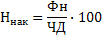 Ннак = Фн/ЧД · 100